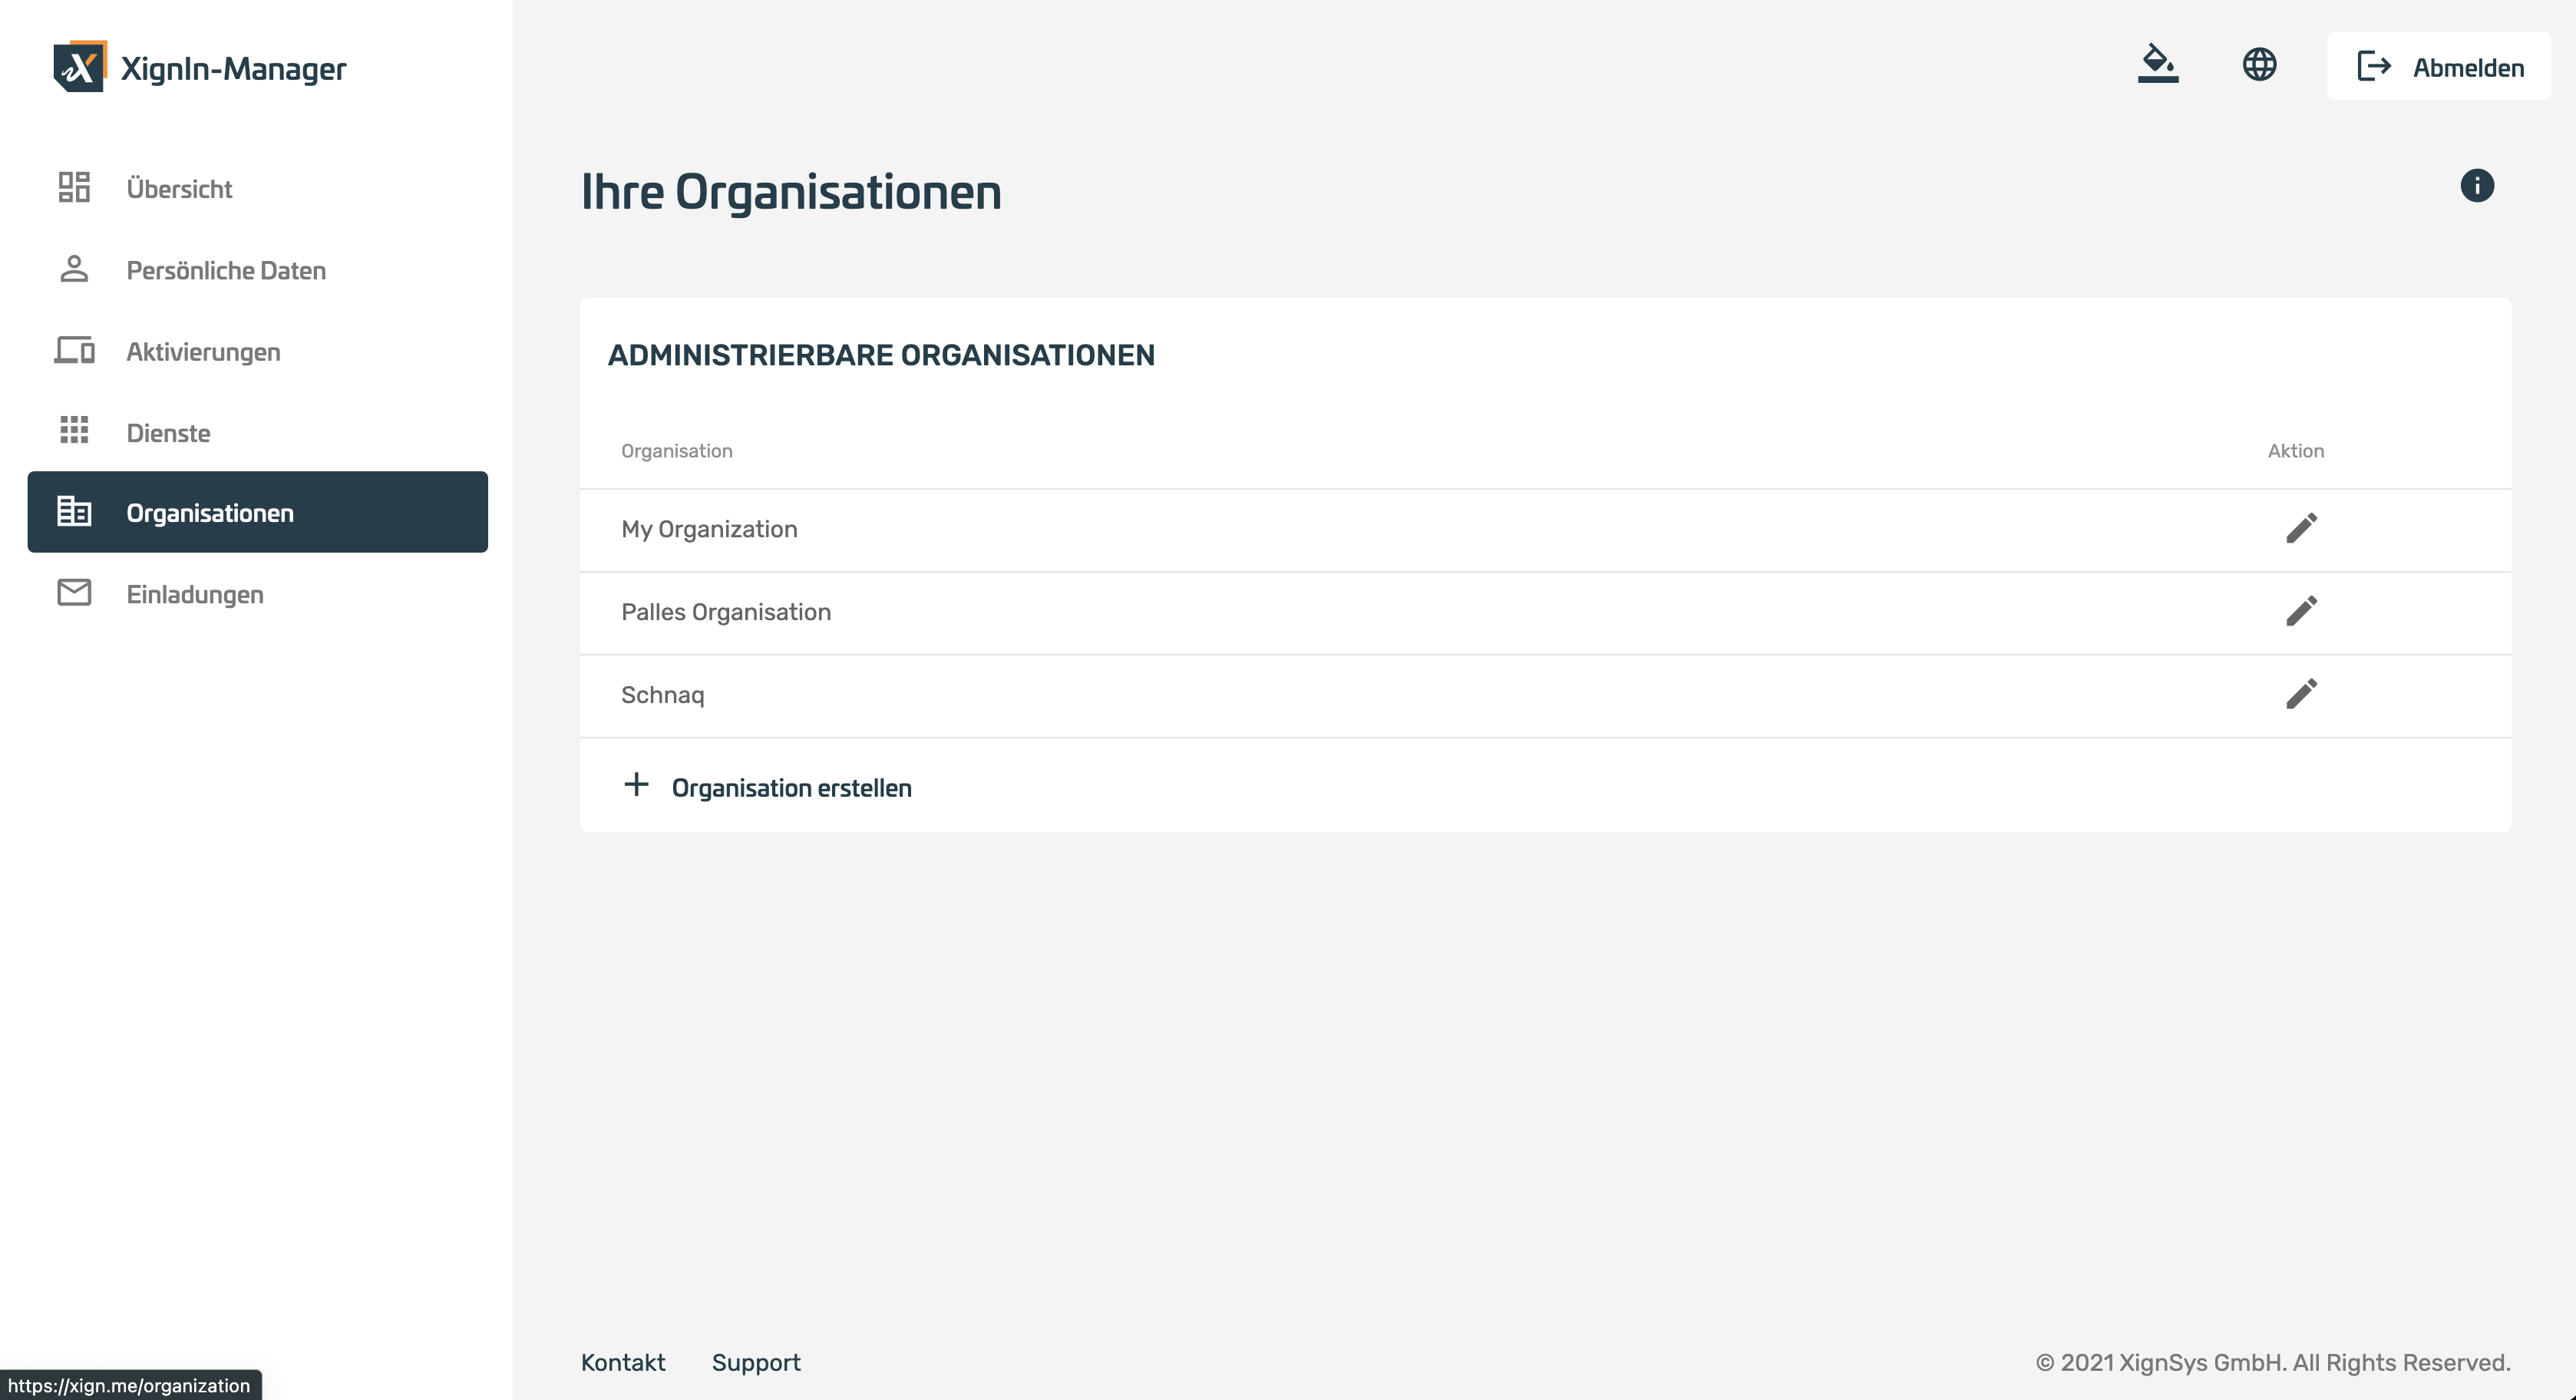 XignIn-Manager
Abmelden
Übersicht
Persönliche Daten
Aktivierungen
Dienste
Organisationen
Einladungen
Ihre Organisationen
ADMINISTRIERBARE ORGANISATIONEN
Organisation Aktion
My Organization
Palles Organisation
Schnaq
Organisation erstellen
Kontakt Support © 2021 XignSys GmbH. All Rights Reserved.
https://xign.me/organization